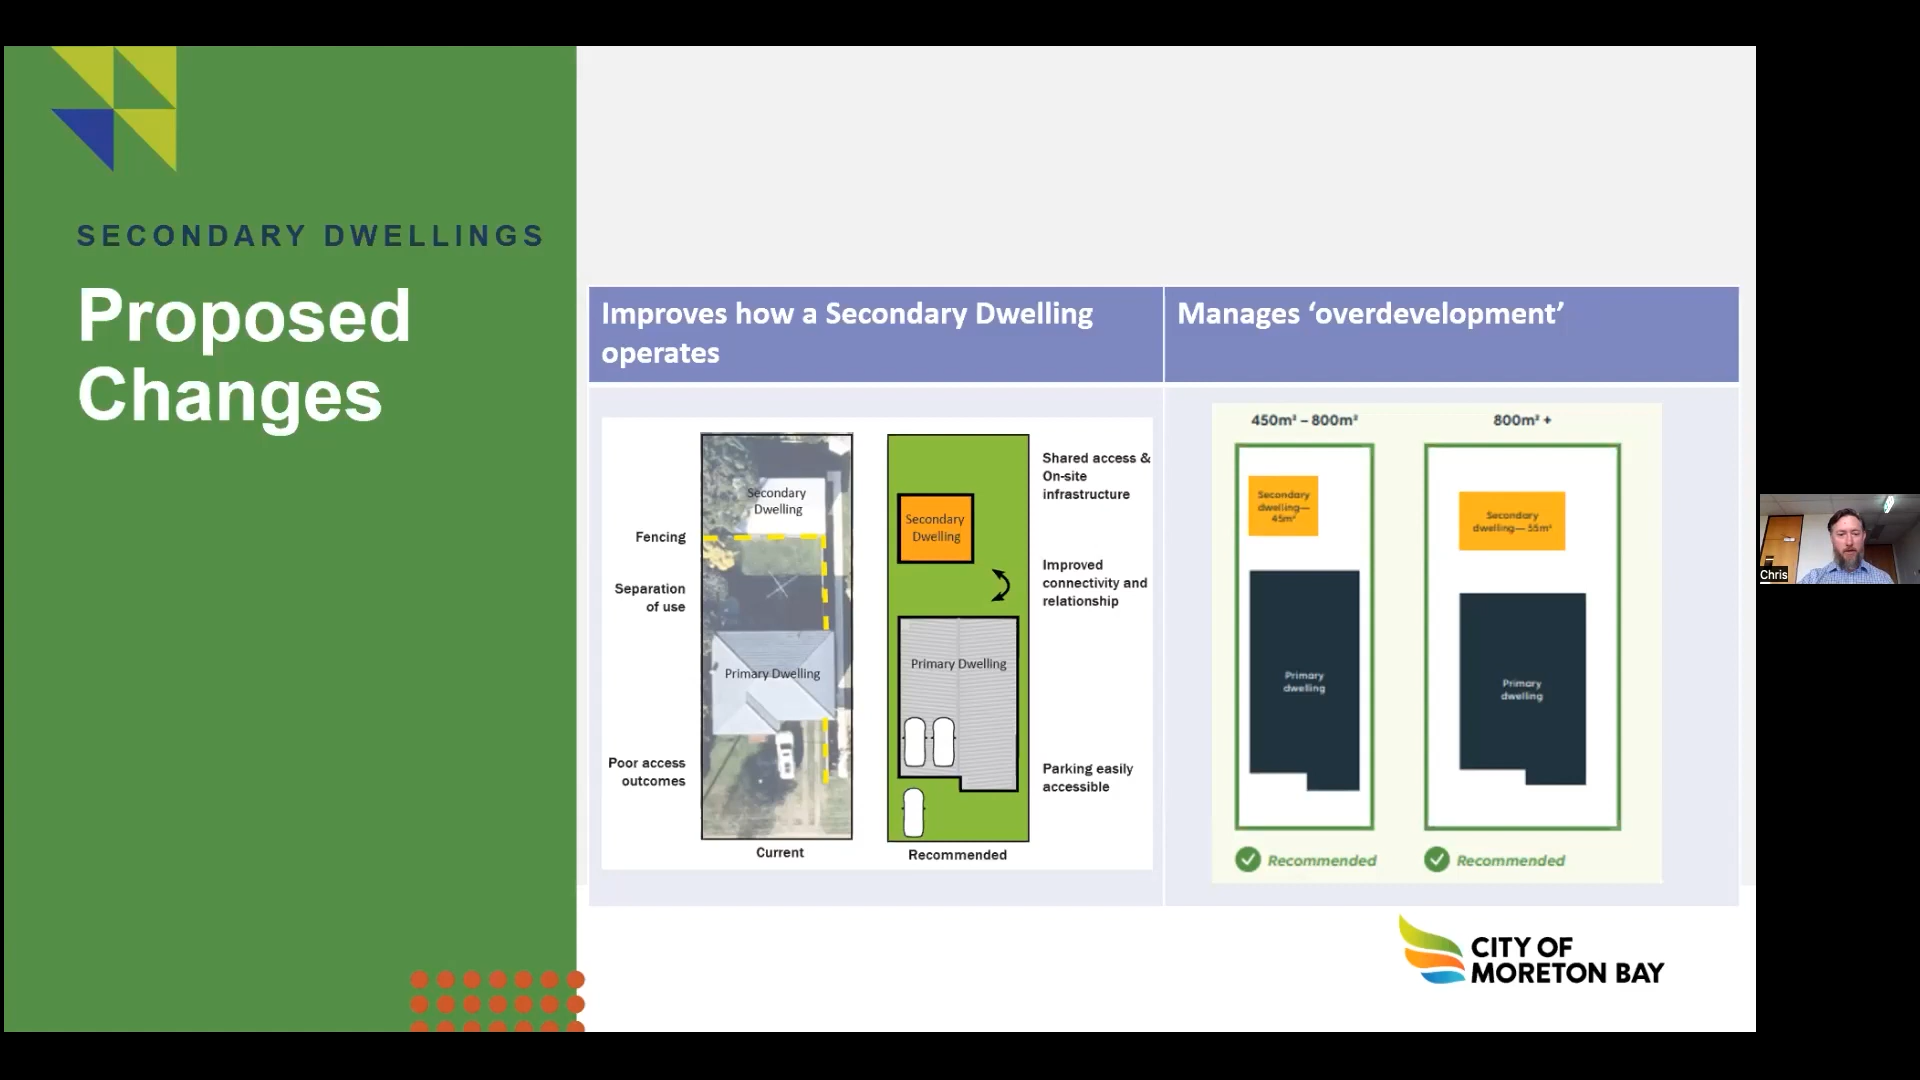 SECONDARY DWELLINGS
Proposed
Changes
Improves how a Secondary Dwelling
operates
Manages ‘overdevelopment’
Fencing
Separation
of use
Poor access
outcomes
Secondary
Dwelling
Primary Dwelling
Current
Secondary
Dwelling
Primary Dwelling
Recommended
Shared access &
On-site
infrastructure
Improved
connectivity and
relationship
Parking easily
accessible
450m² – 800m²
Secondary
dwelling—
45m²
Primary
dwelling
Recommended
800m² +
Secondary
dwelling— 55m²
Primary
dwelling
Recommended
CITY OF
MORETON BAY
Chris